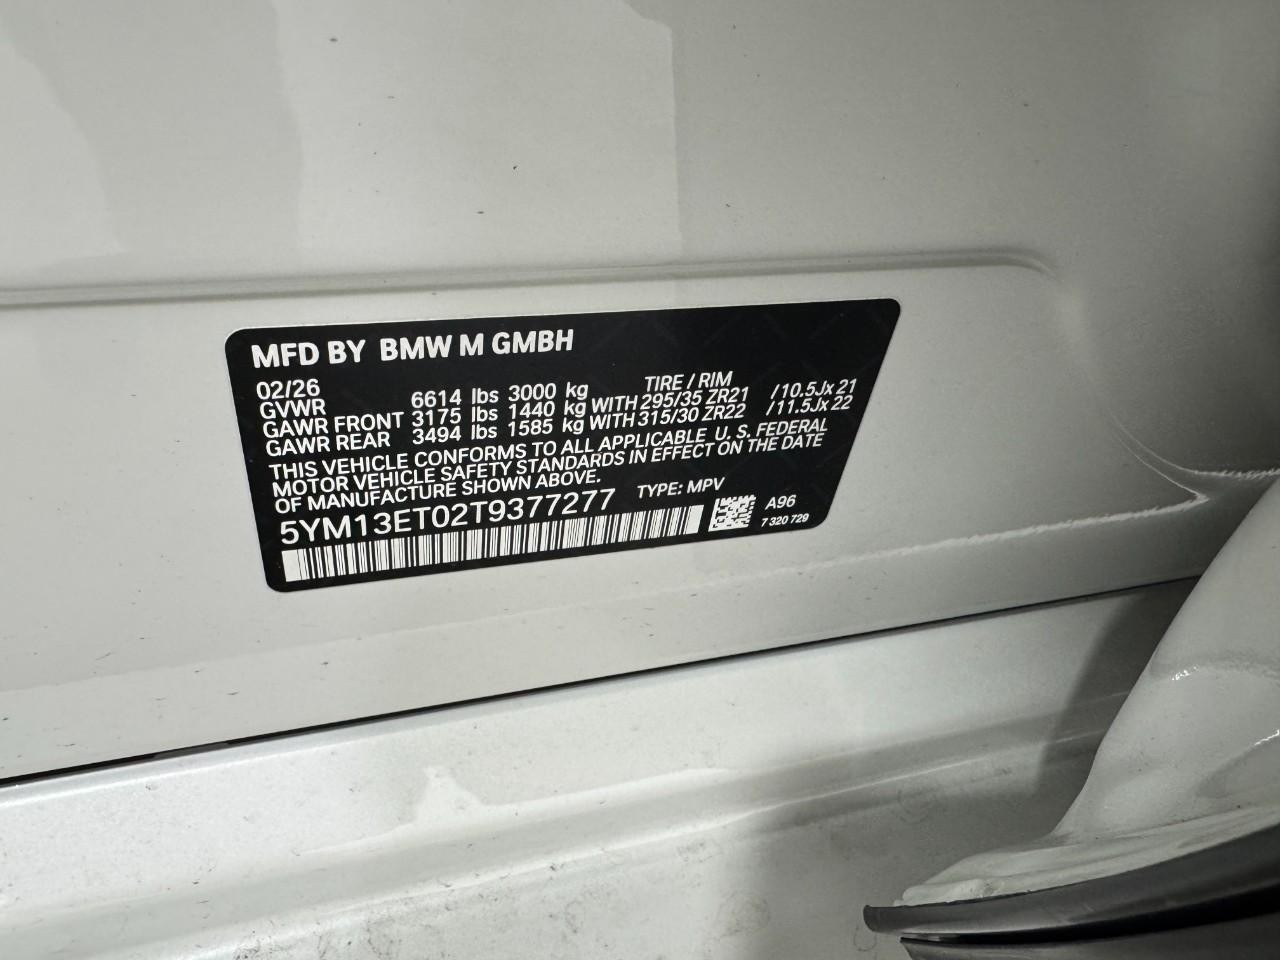 MFD BY BMW M GMBH
02/26 TIRE / RIM
GVWR 6614 lbs 3000 kg
GAWR FRONT 3175 lbs 1440 kg WITH 295/35 ZR21 /10.5Jx 21
GAWR REAR 3494 lbs 1585 kg WITH 315/30 ZR22 /11.5Jx 22
THIS VEHICLE CONFORMS TO ALL APPLICABLE U. S. FEDERAL
MOTOR VEHICLE SAFETY STANDARDS IN EFFECT ON THE DATE
OF MANUFACTURE SHOWN ABOVE.
5YM13ET02T9377277 TYPE: MPV
A96
7 320 729